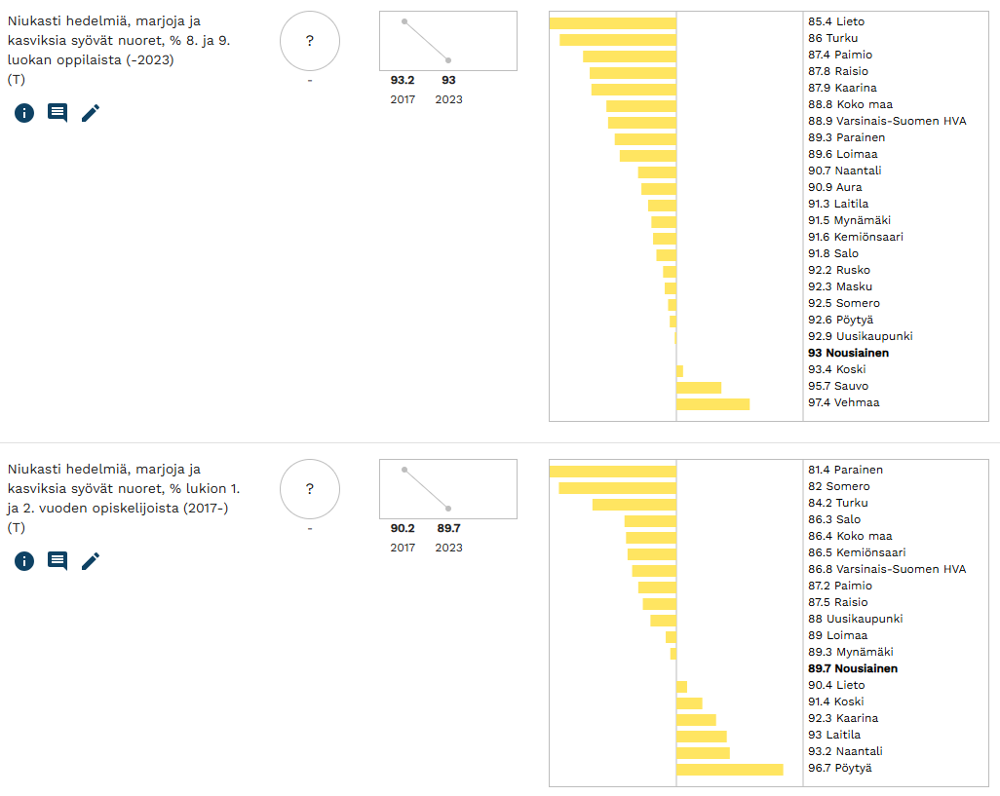 Niukasti hedelmiä, marjoja ja
kasviksia syövät nuoret, % 8. ja 9.
luokan oppilaista (-2023)
(T)
?
-
93.2 93
2017 2023
85.4 Lieto
86 Turku
87.4 Paimio
87.8 Raisio
87.9 Kaarina
88.8 Koko maa
88.9 Varsinais-Suomen HVA
89.3 Parainen
89.6 Loimaa
90.7 Naantali
90.9 Aura
91.3 Laitila
91.5 Mynämäki
91.6 Kemiönsaari
91.8 Salo
92.2 Rusko
92.3 Masku
92.5 Somero
92.6 Pöytyä
92.9 Uusikaupunki
93 Nousiainen
93.4 Koski
95.7 Sauvo
97.4 Vehmaa
Niukasti hedelmiä, marjoja ja
kasviksia syövät nuoret, % lukion 1.
ja 2. vuoden opiskelijoista (2017-)
(T)
?
-
90.2 89.7
2017 2023
81.4 Parainen
82 Somero
84.2 Turku
86.3 Salo
86.4 Koko maa
86.5 Kemiönsaari
86.8 Varsinais-Suomen HVA
87.2 Paimio
87.5 Raisio
88 Uusikaupunki
89 Loimaa
89.3 Mynämäki
89.7 Nousiainen
90.4 Lieto
91.4 Koski
92.3 Kaarina
93 Laitila
93.2 Naantali
96.7 Pöytyä